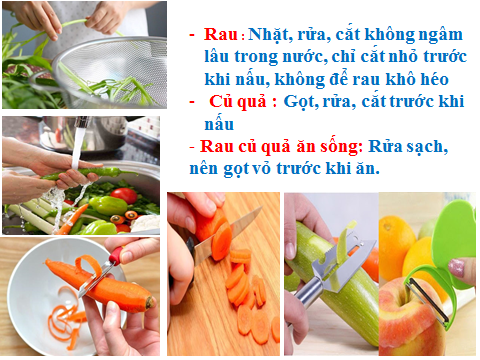 - Rau : Nhặt, rửa, cắt không ngâm
lâu trong nước, chỉ cắt nhỏ trước
khi nấu, không để rau khô héo
- Củ quả : Gọt, rửa, cắt trước khi
nấu
- Rau củ quả ăn sống: Rửa sạch,
nên gọt vỏ trước khi ăn.